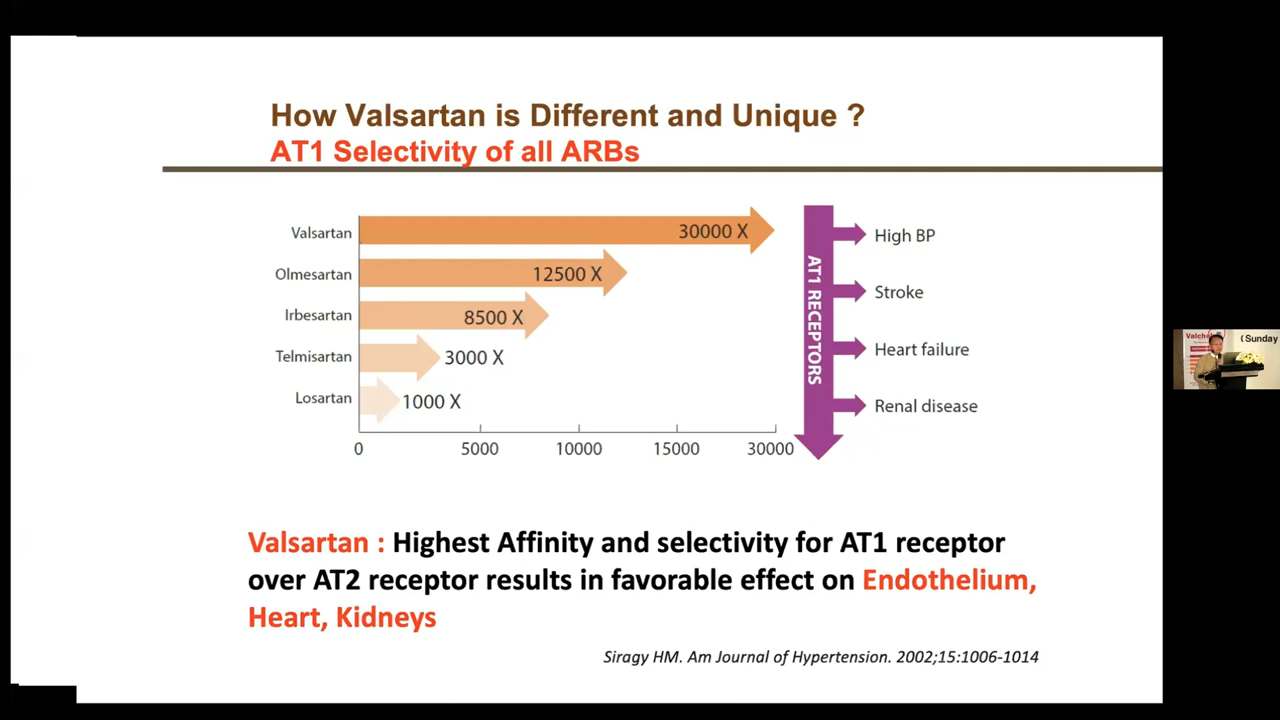 How Valsartan is Different and Unique ?
AT1 Selectivity of all ARBs
Valsartan
30000 X
Olmesartan
12500 X
Irbesartan
8500 X
Telmisartan
3000 X
Losartan
1000 X
0 5000 10000 15000 30000
AT1 RECEPTORS
High BP
Stroke
Heart failure
Renal disease
Valsartan : Highest Affinity and selectivity for AT1 receptor
over AT2 receptor results in favorable effect on Endothelium,
Heart, Kidneys
Siragy HM. Am Journal of Hypertension. 2002;15:1006-1014
(Sunday